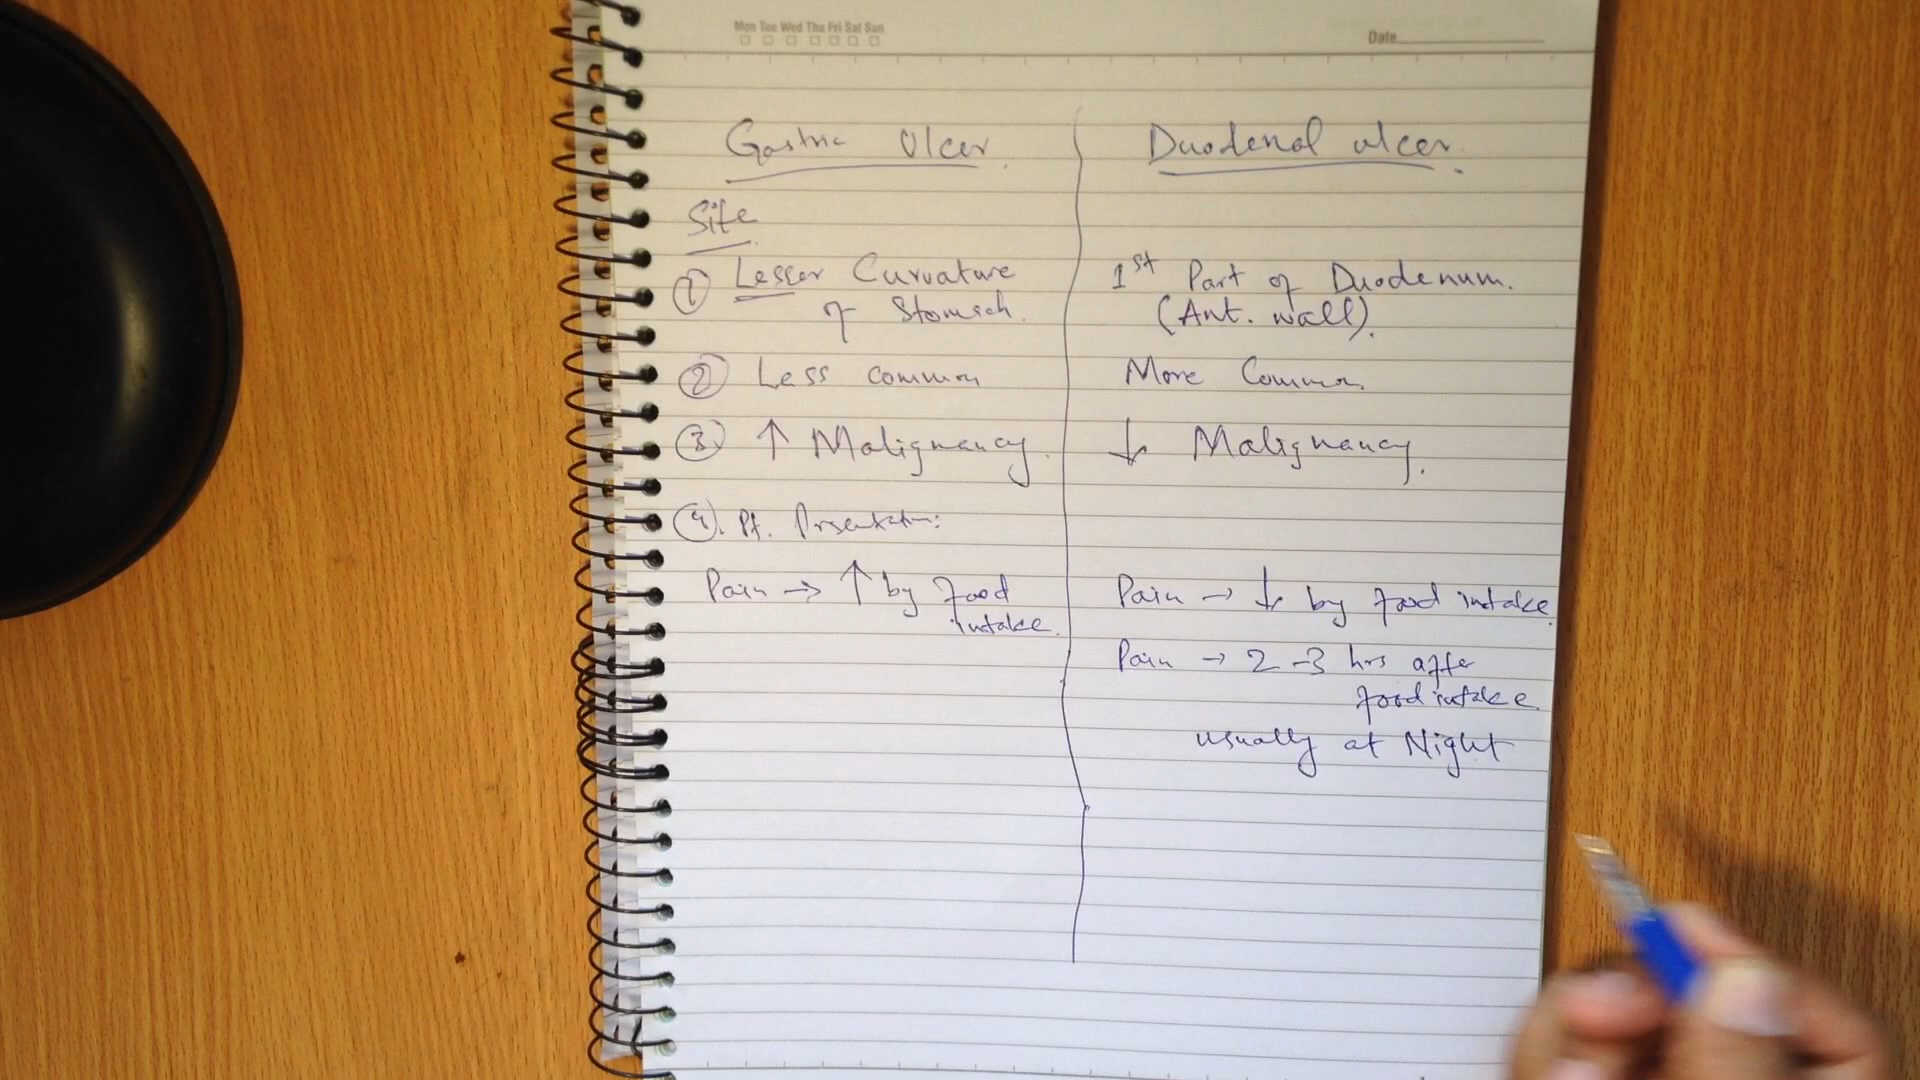 Mon Tue Wed Thu Fri Sat Sun
Date
Gastric Ulcer.
Duodenal ulcer.
Site
① Lesser Curvature
of Stomach.
1st Part of Duodenum.
(Ant. wall).
② Less common
More Common
③ ↑ Malignancy.
↓ Malignancy.
④. Pt. Presentation:
Pain → ↑ by food
intake.
Pain → ↓ by food intake.
Pain → 2-3 hrs after
food intake.
usually at Night